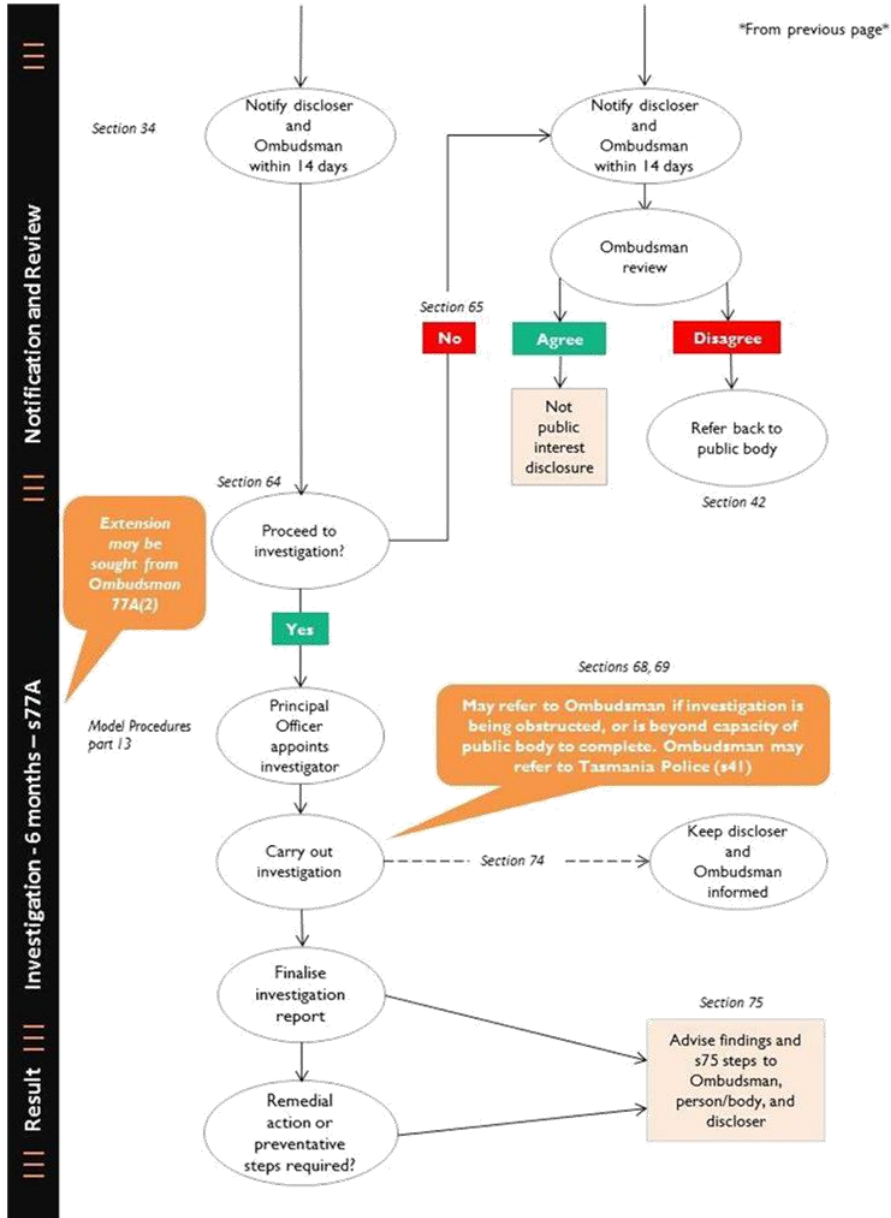 *From previous page*
Section 34
Notify discloser
and
Ombudsman
within 14 days
Notify discloser
and
Ombudsman
within 14 days
Notification and Review
Ombudsman
review
Section 65
No
Agree
Disagree
Not
public
interest
disclosure
Refer back to
public body
Section 42
Section 64
Proceed to
investigation?
Extension
may be
sought from
Ombudsman
77A(2)
Yes
Investigation - 6 months – s77A
Model Procedures
part 13
Principal
Officer
appoints
investigator
Sections 68, 69
May refer to Ombudsman if investigation is
being obstructed, or is beyond capacity of
public body to complete. Ombudsman may
refer to Tasmania Police (s41)
Carry out
investigation
Section 74
Keep discloser
and
Ombudsman
informed
Finalise
investigation
report
Section 75
Advise findings and
s75 steps to
Ombudsman,
person/body, and
discloser
Result
Remedial
action or
preventative
steps required?